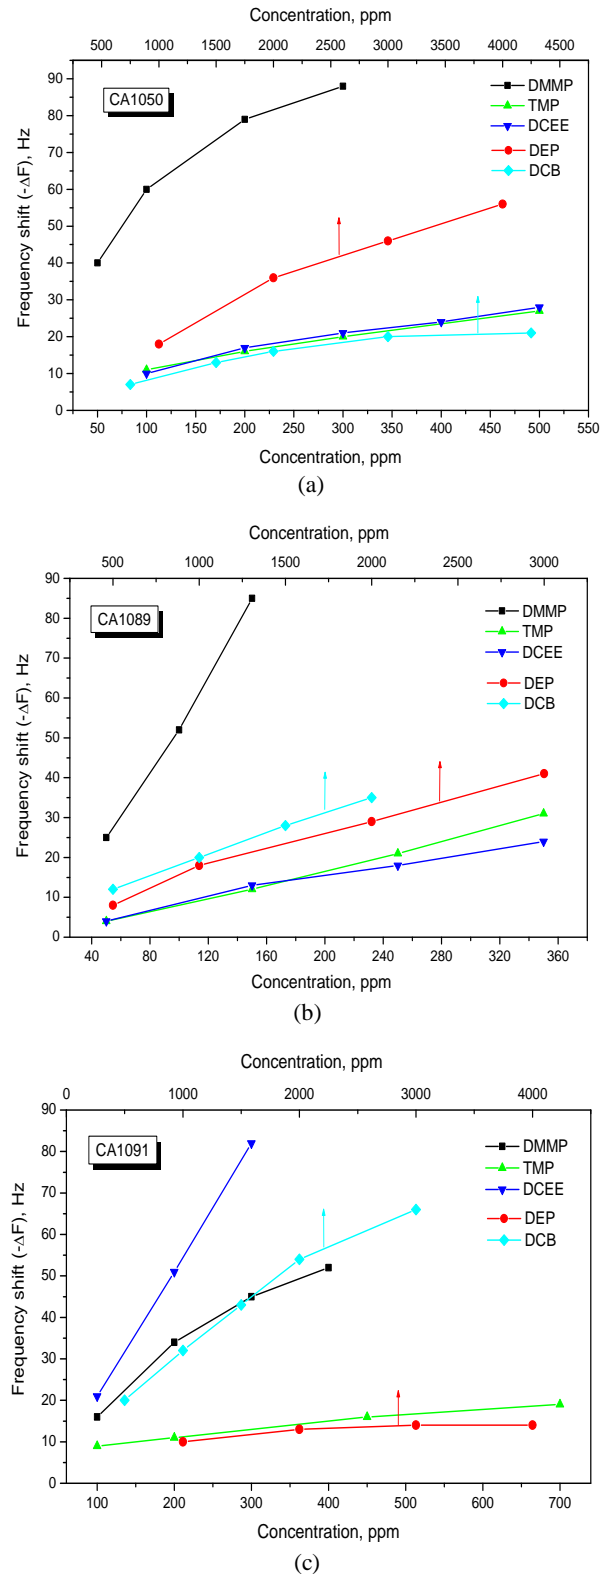 Concentration, ppm
500 1000 1500 2000 2500 3000 3500 4000 4500
90
80
70
60
50
40
30
20
10
0
Frequency shift (-ΔF), Hz
CA1050
DMMP
TMP
DCEE
DEP
DCB
50 100 150 200 250 300 350 400 450 500 550
Concentration, ppm
(a)
Concentration, ppm
500 1000 1500 2000 2500 3000
90
80
70
60
50
40
30
20
10
0
Frequency shift (-ΔF), Hz
CA1089
DMMP
TMP
DCEE
DEP
DCB
40 80 120 160 200 240 280 320 360
Concentration, ppm
(b)
Concentration, ppm
0 1000 2000 3000 4000
90
80
70
60
50
40
30
20
10
0
Frequency shift (-ΔF), Hz
CA1091
DMMP
TMP
DCEE
DEP
DCB
100 200 300 400 500 600 700
Concentration, ppm
(c)